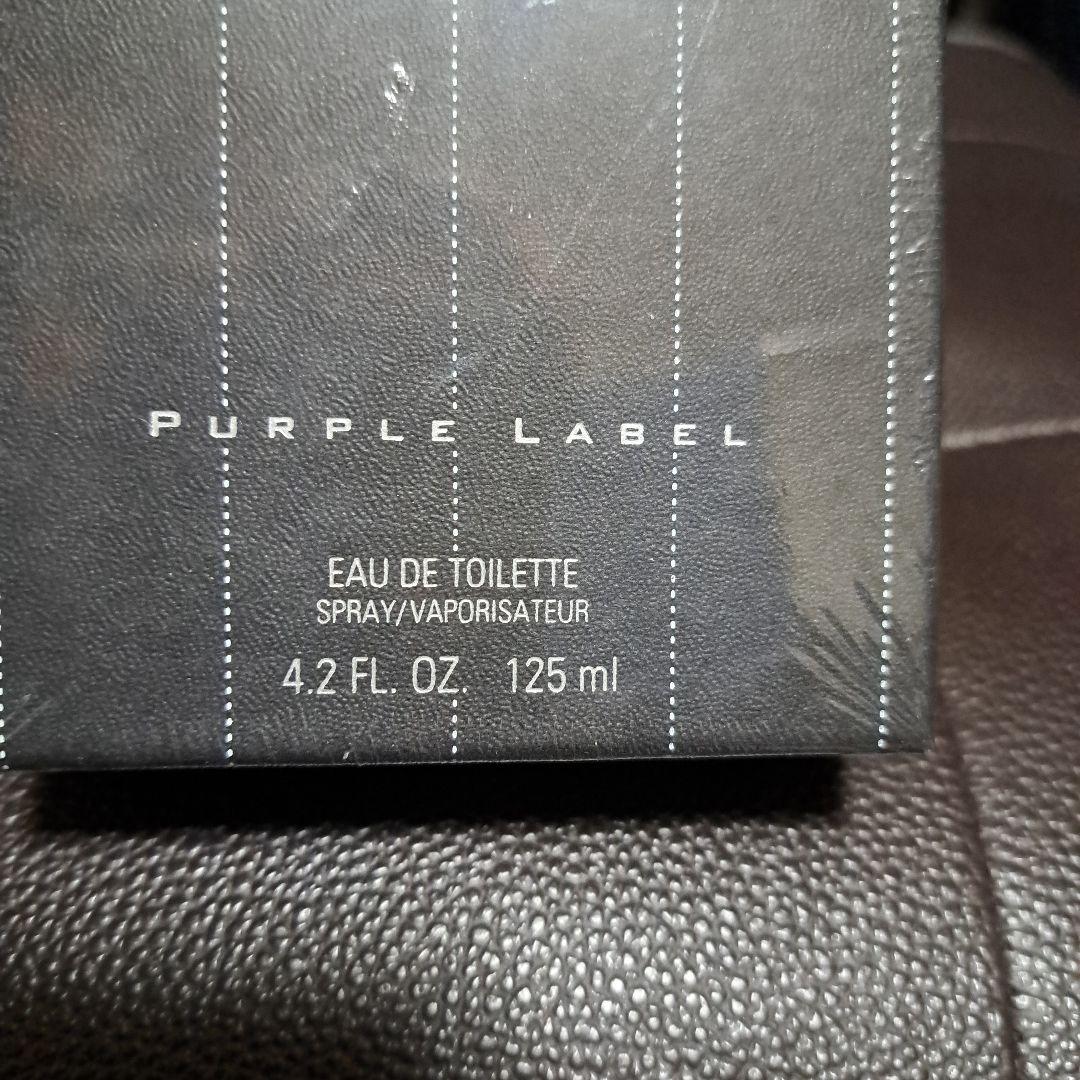 PURPLE LABEL
EAU DE TOILETTE
SPRAY/VAPORISATEUR
4.2 FL. OZ. 125 ml